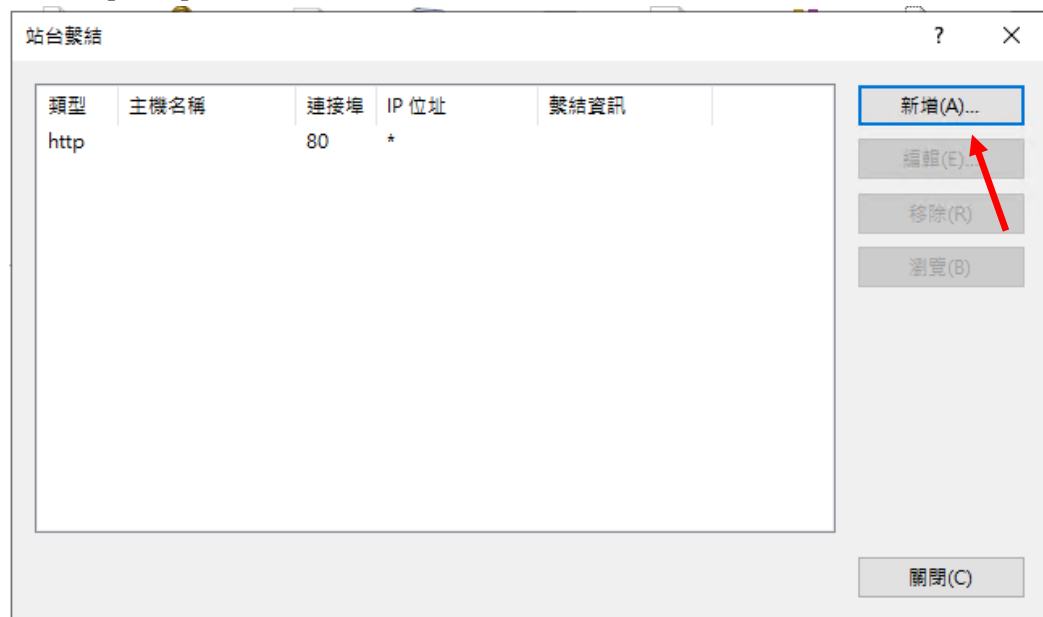 站台繫結
?
類型 主機名稱 連接埠 IP 位址 繫結資訊
http 80 *
新增(A)...
編輯(E)...
移除(R)
瀏覽(B)
關閉(C)